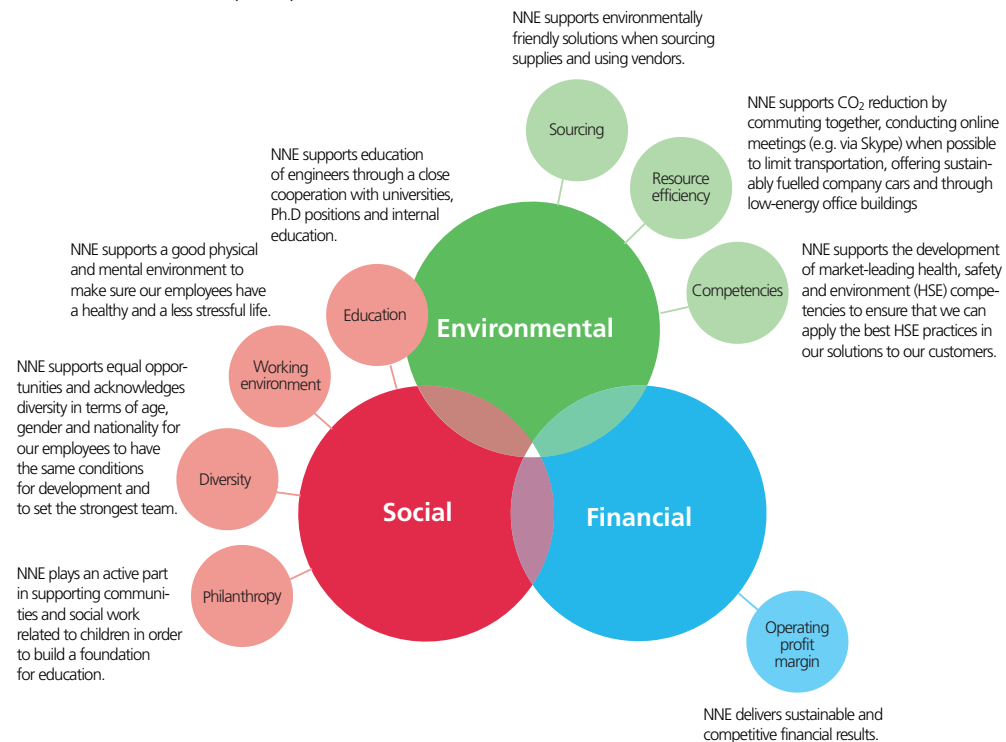 NNE supports environmentally
friendly solutions when sourcing
supplies and using vendors.
Sourcing
NNE supports CO₂ reduction by
commuting together, conducting online
meetings (e.g. via Skype) when possible
to limit transportation, offering sustain-
ably fuelled company cars and through
low-energy office buildings
Resource
efficiency
NNE supports the development
of market-leading health, safety
and environment (HSE) compe-
tencies to ensure that we can
apply the best HSE practices in
our solutions to our customers.
Competencies
NNE supports education
of engineers through a close
cooperation with universities,
Ph.D positions and internal
education.
Education
Environmental
NNE supports a good physical
and mental environment to
make sure our employees have
a healthy and a less stressful life.
Working
environment
NNE supports equal oppor-
tunities and acknowledges
diversity in terms of age,
gender and nationality for
our employees to have
the same conditions
for development and
to set the strongest team.
Diversity
Social
Financial
NNE plays an active part
in supporting communi-
ties and social work
related to children in order
to build a foundation
for education.
Philanthropy
Operating
profit
margin
NNE delivers sustainable and
competitive financial results.